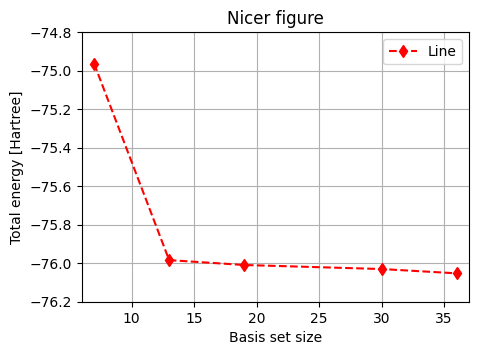 Nicer figure
Line
Total energy [Hartree]
−74.8
−75.0
−75.2
−75.4
−75.6
−75.8
−76.0
−76.2
10 15 20 25 30 35
Basis set size